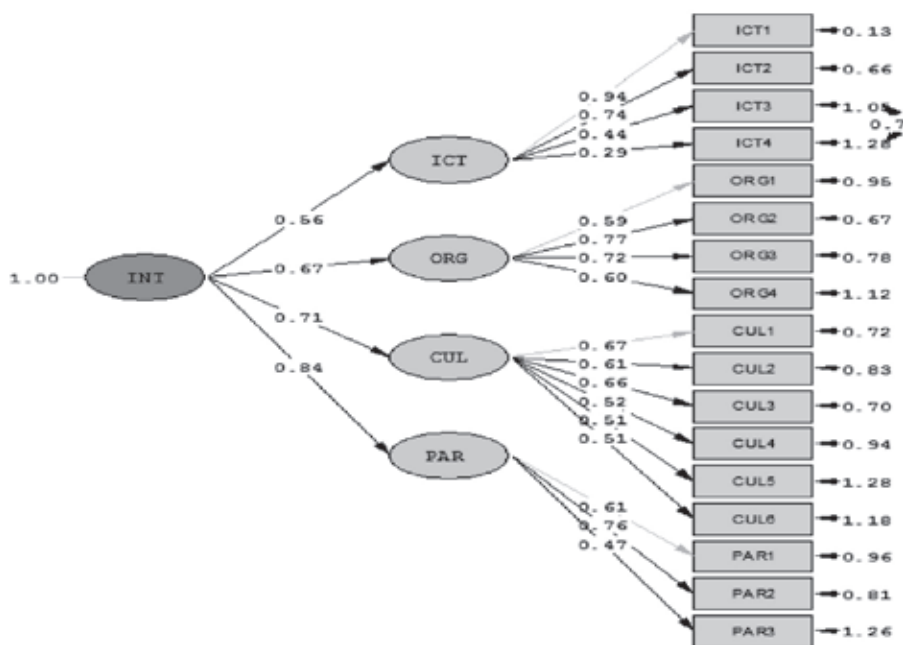 ICT1 0.13
ICT2 0.66
0.94
0.74
ICT3 1.05
0.7
0.44
ICT4 1.28
0.29
ICT
ORG1 0.95
0.59
ORG2 0.67
0.56
0.77
ORG
ORG3 0.78
0.72
0.67
0.60
1.00 INT
ORG4 1.12
0.71
CUL1 0.72
0.67
CUL
0.61
CUL2 0.83
0.84
0.66
CUL3 0.70
0.52
0.51
CUL4 0.94
0.51
PAR
CUL5 1.28
0.61
CUL6 1.18
0.76
0.47
PAR1 0.96
PAR2 0.81
PAR3 1.26